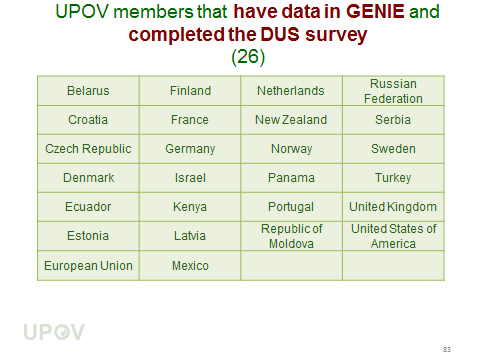 UPOV members that have data in GENIE and
completed the DUS survey
(26)
Belarus Finland Netherlands Russian
Federation
Croatia France New Zealand Serbia
Czech Republic Germany Norway Sweden
Denmark Israel Panama Turkey
Ecuador Kenya Portugal United Kingdom
Estonia Latvia Republic of
Moldova United States of
America
European Union Mexico
UPOV
83